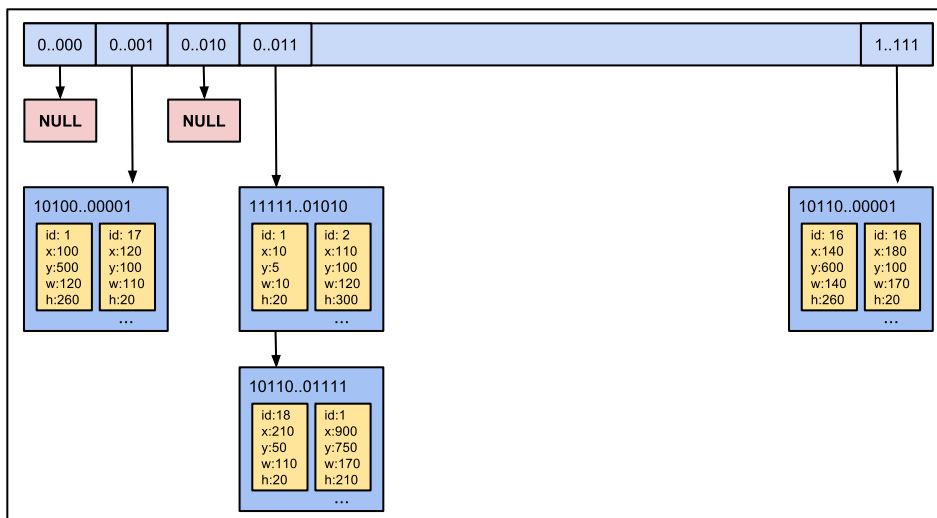 0..000 0..001 0..010 0..011 1..111
NULL NULL
10100..00001 11111..01010 10110..00001
id: 1 id: 17 id: 1 id: 2 id: 16 id: 16
x:100 x:120 x:10 x:110 x:140 x:180
y:500 y:100 y:5 y:100 y:600 y:100
w:120 w:110 w:10 w:120 w:140 w:170
h:260 h:20 h:20 h:300 h:260 h:20
... ... ...
10110..01111
id:18 id:1
x:210 x:900
y:50 y:750
w:110 w:170
h:20 h:210
...